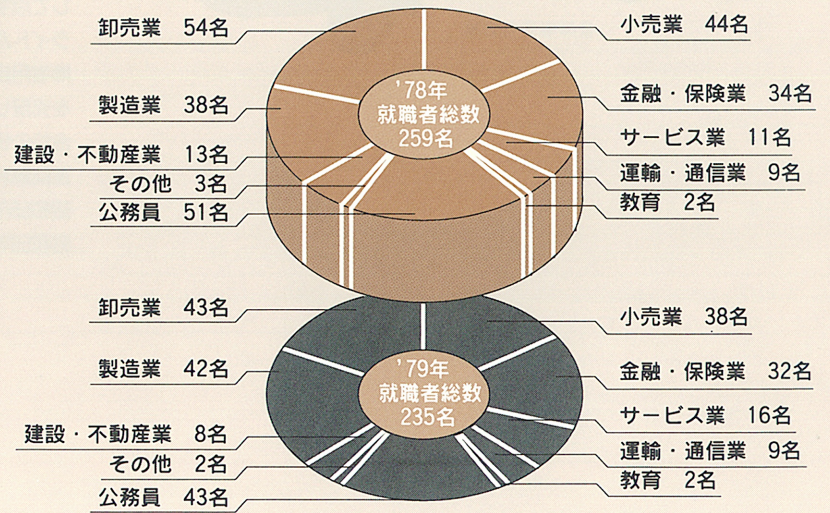 卸売業 54名
小売業 44名
製造業 38名
金融・保険業 34名
'78年
就職者総数
259名
サービス業 11名
建設・不動産業 13名
運輸・通信業 9名
その他 3名
教育 2名
公務員 51名
卸売業 43名
小売業 38名
製造業 42名
金融・保険業 32名
'79年
就職者総数
235名
サービス業 16名
建設・不動産業 8名
運輸・通信業 9名
その他 2名
教育 2名
公務員 43名